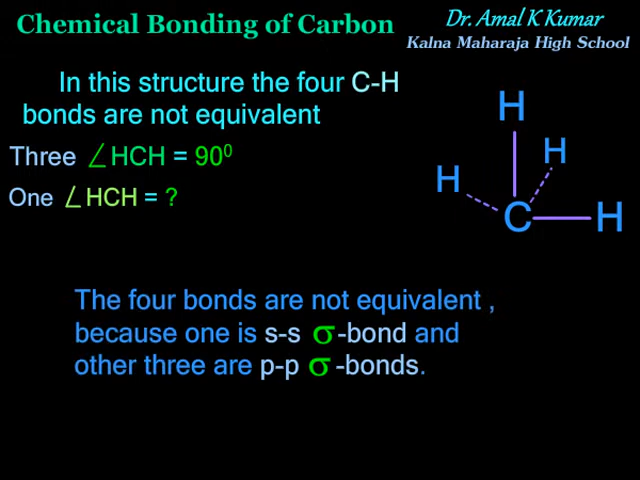 Chemical Bonding of Carbon
Dr. Amal K Kumar
Kalna Maharaja High School
In this structure the four C-H
bonds are not equivalent
Three ∠HCH = 90⁰
One ∠HCH = ?
H
H
H
C
H
The four bonds are not equivalent ,
because one is s-s σ -bond and
other three are p-p σ -bonds.